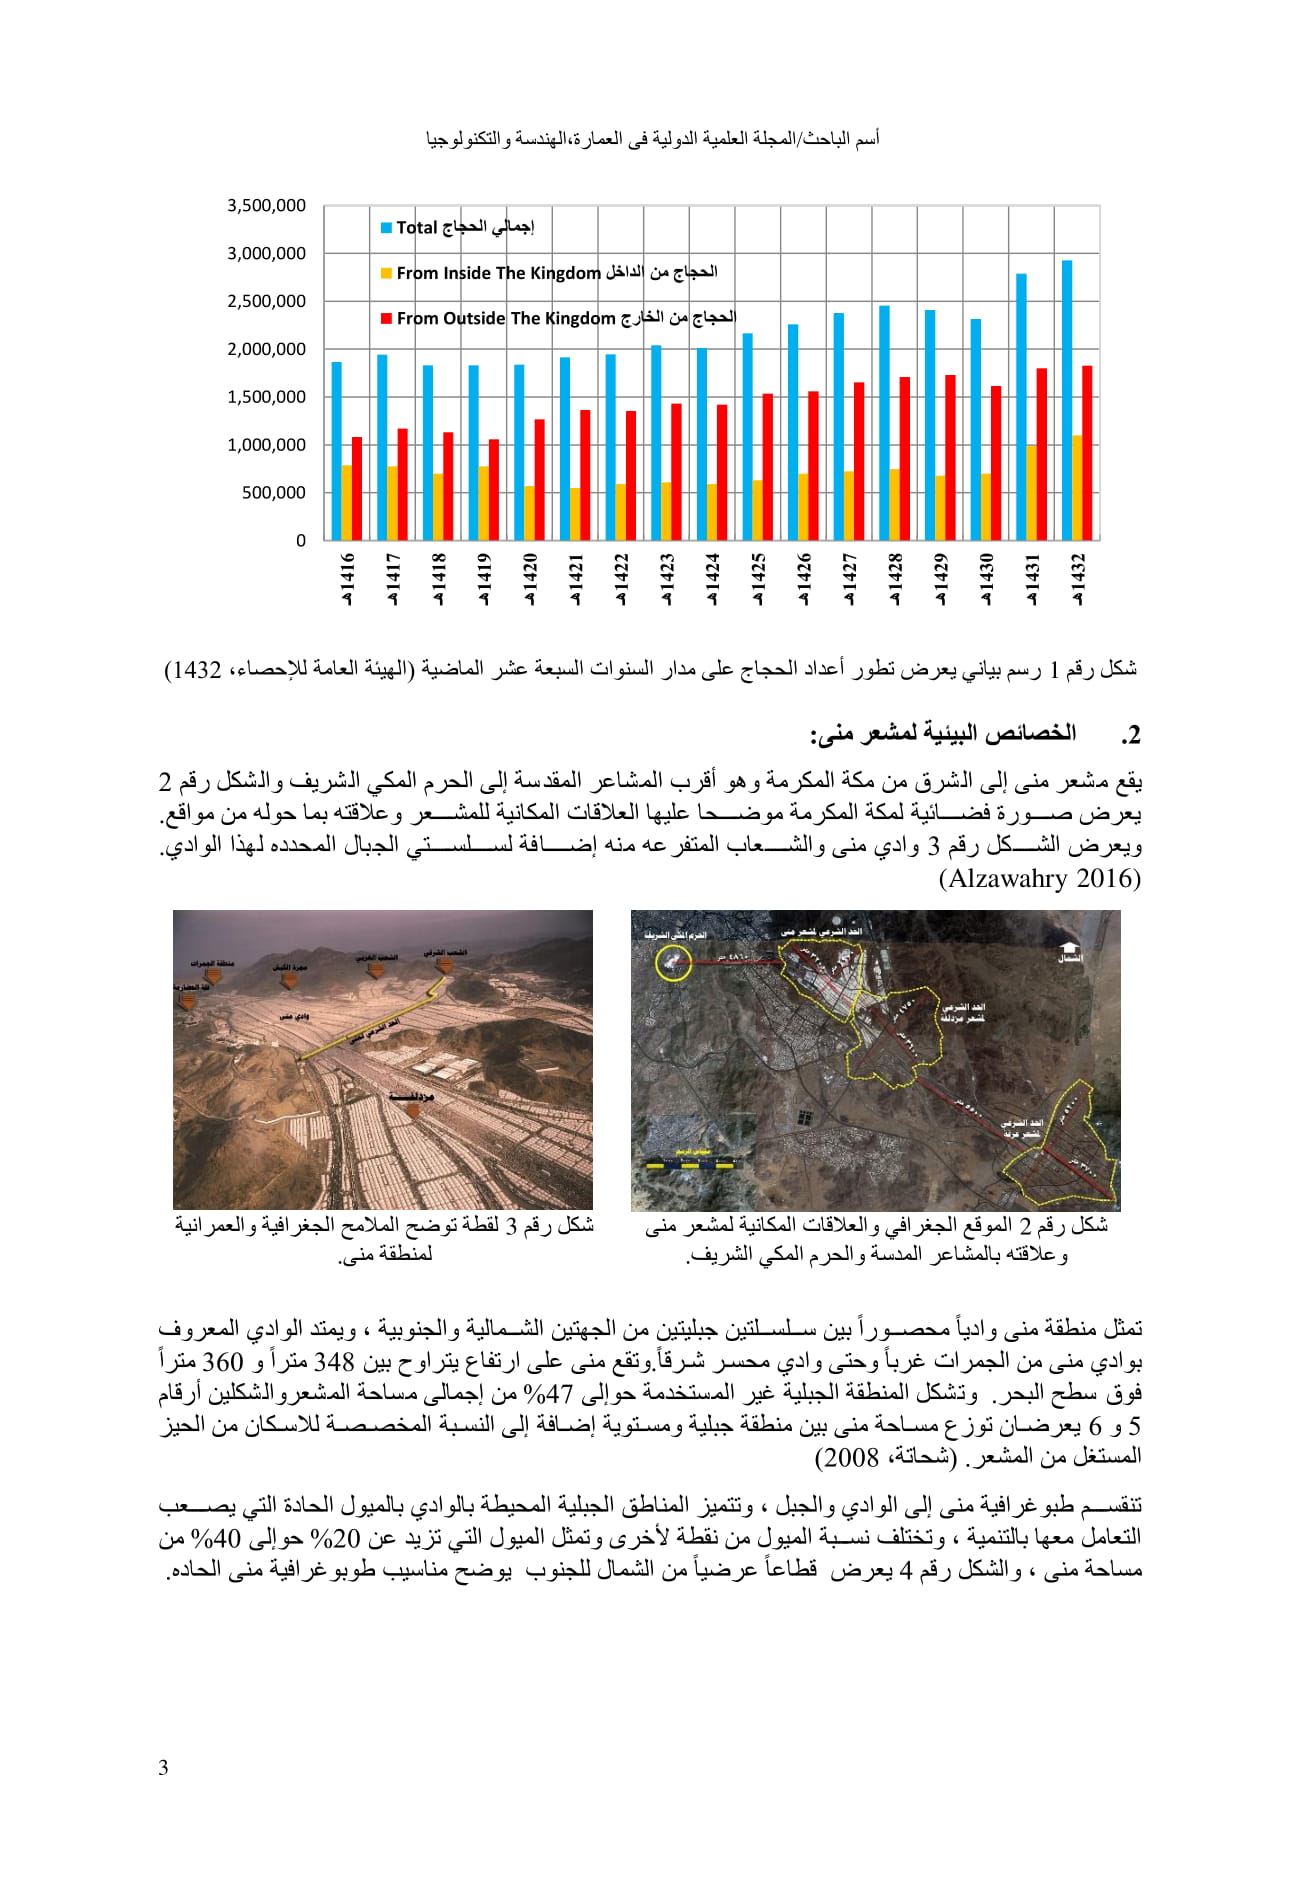 أسم الباحث/المجلة العلمية الدولية فى العمارة،الهندسة والتكنولوجيا
3,500,000
3,000,000
2,500,000
2,000,000
1,500,000
1,000,000
500,000
0
Total إجمالي الحجاج
From Inside The Kingdom الحجاج من الداخل
From Outside The Kingdom الحجاج من الخارج
1416هـ
1417هـ
1418هـ
1419هـ
1420هـ
1421هـ
1422هـ
1423هـ
1424هـ
1425هـ
1426هـ
1427هـ
1428هـ
1429هـ
1430هـ
1431هـ
1432هـ
شكل رقم 1 رسم بياني يعرض تطور أعداد الحجاج على مدار السنوات السبعة عشر الماضية (الهيئة العامة للإحصاء، 1432)
2. الخصائص البيئية لمشعر منى:
يقع مشعر منى إلى الشرق من مكة المكرمة وهو أقرب المشاعر المقدسة إلى الحرم المكي الشريف والشكل رقم 2
يعرض صورة فضائية لمكة المكرمة موضحا عليها العلاقات المكانية للمشعر وعلاقته بما حوله من مواقع.
ويعرض الشكل رقم 3 وادي منى والشعاب المتفرعه منه إضافة لسلستي الجبال المحدده لهذا الوادي.
(Alzawahry 2016)
الحرم المكي الشريف
الحد الشرعي لمشعر منى
الشمال
٤٨٦٠ متر
الحد الشرعي
لمشعر مزدلفة
الحد الشرعي
لمشعر عرفة
مقياس الرسم
شكل رقم 2 الموقع الجغرافي والعلاقات المكانية لمشعر منى
وعلاقته بالمشاعر المدسة والحرم المكي الشريف.
الشعب الشرقي
الشعب الغربي
مجرة الكبش
منطقة الجمرات
وادي منى
الحد الشرعي لمنى
مزدلفة
شكل رقم 3 لقطة توضح الملامح الجغرافية والعمرانية
لمنطقة منى.
تمثل منطقة منى وادياً محصوراً بين سلسلتين جبليتين من الجهتين الشمالية والجنوبية ، ويمتد الوادي المعروف
بوادي منى من الجمرات غرباً وحتى وادي محسر شرقاً.وتقع منى على ارتفاع يتراوح بين 348 متراً و 360 متراً
فوق سطح البحر. وتشكل المنطقة الجبلية غير المستخدمة حوإلى 47% من إجمالى مساحة المشعروالشكلين أرقام
5 و 6 يعرضان توزع مساحة منى بين منطقة جبلية ومستوية إضافة إلى النسبة المخصصة للاسكان من الحيز
المستغل من المشعر. (شحاتة، 2008)
تنقسم طبوغرافية منى إلى الوادي والجبل ، وتتميز المناطق الجبلية المحيطة بالوادي بالميول الحادة التي يصعب
التعامل معها بالتنمية ، وتختلف نسبة الميول من نقطة لأخرى وتمثل الميول التي تزيد عن 20% حوإلى 40% من
مساحة منى ، والشكل رقم 4 يعرض قطاعاً عرضياً من الشمال للجنوب يوضح مناسيب طوبوغرافية منى الحاده.
3